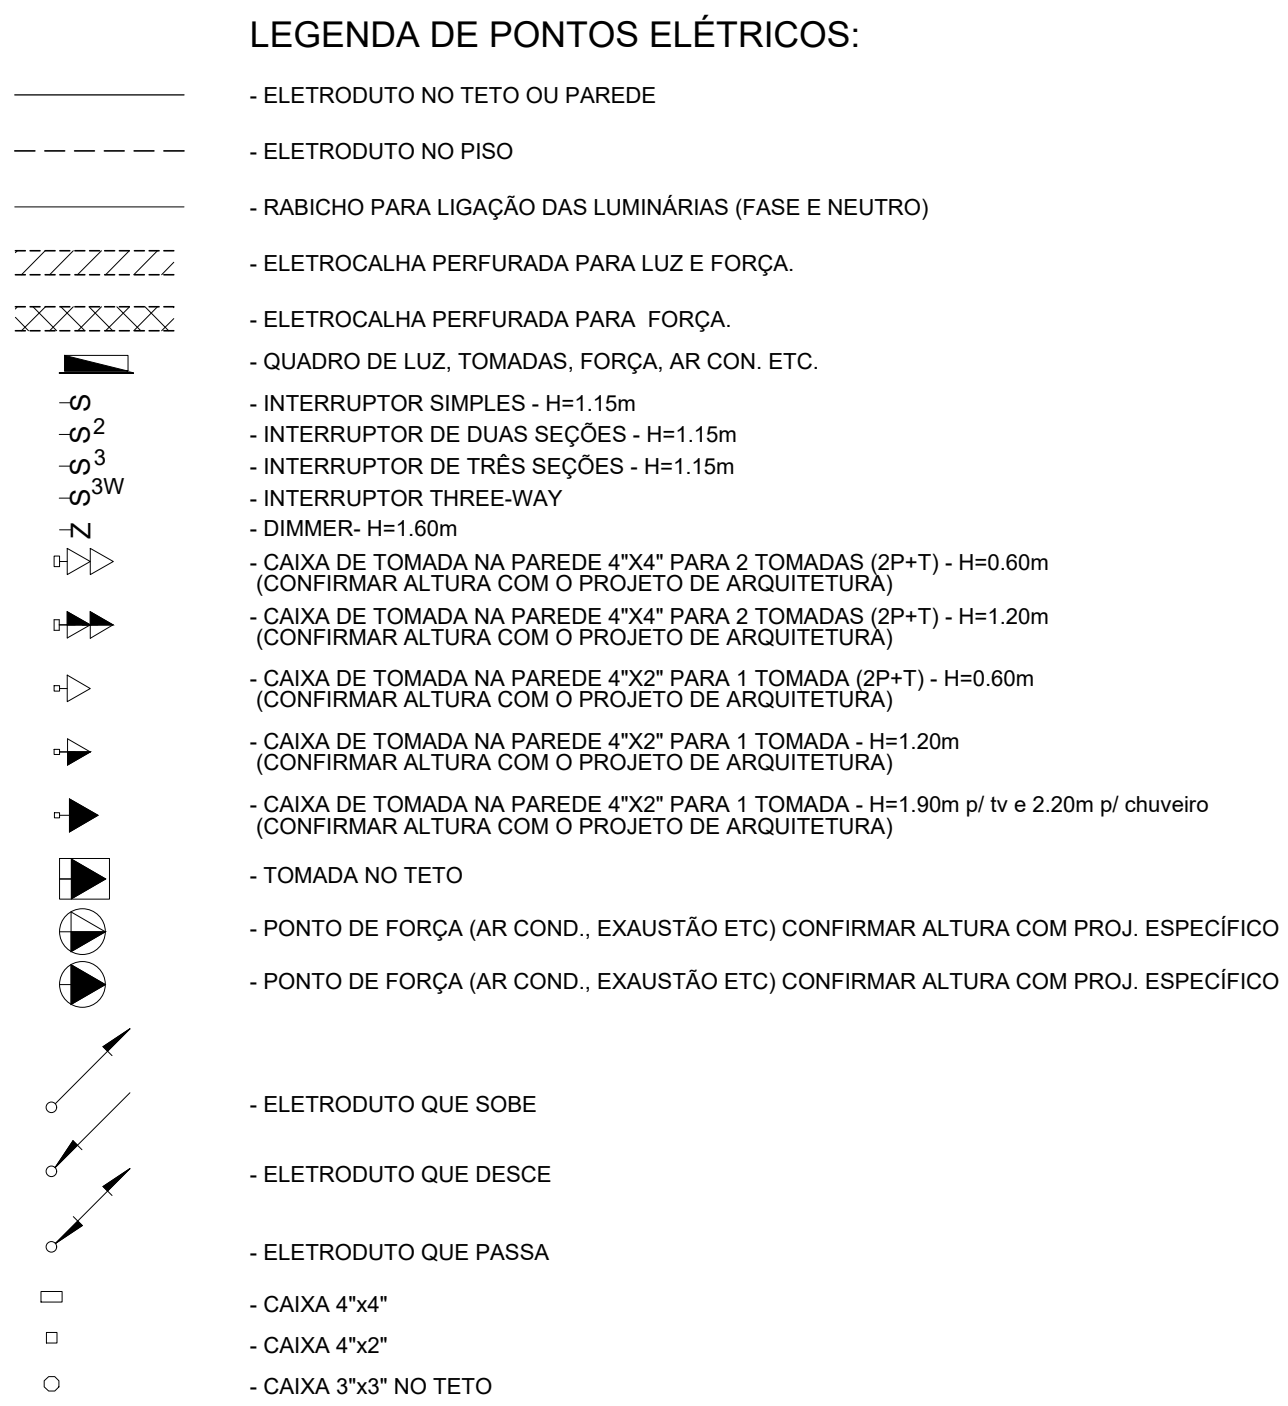 LEGENDA DE PONTOS ELÉTRICOS:
- ELETRODUTO NO TETO OU PAREDE
- ELETRODUTO NO PISO
- RABICHO PARA LIGAÇÃO DAS LUMINÁRIAS (FASE E NEUTRO)
- ELETROCALHA PERFURADA PARA LUZ E FORÇA.
- ELETROCALHA PERFURADA PARA FORÇA.
- QUADRO DE LUZ, TOMADAS, FORÇA, AR CON. ETC.
S - INTERRUPTOR SIMPLES - H=1.15m
S2 - INTERRUPTOR DE DUAS SEÇÕES - H=1.15m
S3 - INTERRUPTOR DE TRÊS SEÇÕES - H=1.15m
S3W - INTERRUPTOR THREE-WAY
Z - DIMMER- H=1.60m
- CAIXA DE TOMADA NA PAREDE 4"X4" PARA 2 TOMADAS (2P+T) - H=0.60m
(CONFIRMAR ALTURA COM O PROJETO DE ARQUITETURA)
- CAIXA DE TOMADA NA PAREDE 4"X4" PARA 2 TOMADAS (2P+T) - H=1.20m
(CONFIRMAR ALTURA COM O PROJETO DE ARQUITETURA)
- CAIXA DE TOMADA NA PAREDE 4"X2" PARA 1 TOMADA (2P+T) - H=0.60m
(CONFIRMAR ALTURA COM O PROJETO DE ARQUITETURA)
- CAIXA DE TOMADA NA PAREDE 4"X2" PARA 1 TOMADA - H=1.20m
(CONFIRMAR ALTURA COM O PROJETO DE ARQUITETURA)
- CAIXA DE TOMADA NA PAREDE 4"X2" PARA 1 TOMADA - H=1.90m p/ tv e 2.20m p/ chuveiro
(CONFIRMAR ALTURA COM O PROJETO DE ARQUITETURA)
- TOMADA NO TETO
- PONTO DE FORÇA (AR COND., EXAUSTÃO ETC) CONFIRMAR ALTURA COM PROJ. ESPECÍFICO
- PONTO DE FORÇA (AR COND., EXAUSTÃO ETC) CONFIRMAR ALTURA COM PROJ. ESPECÍFICO
- ELETRODUTO QUE SOBE
- ELETRODUTO QUE DESCE
- ELETRODUTO QUE PASSA
- CAIXA 4"x4"
- CAIXA 4"x2"
- CAIXA 3"x3" NO TETO